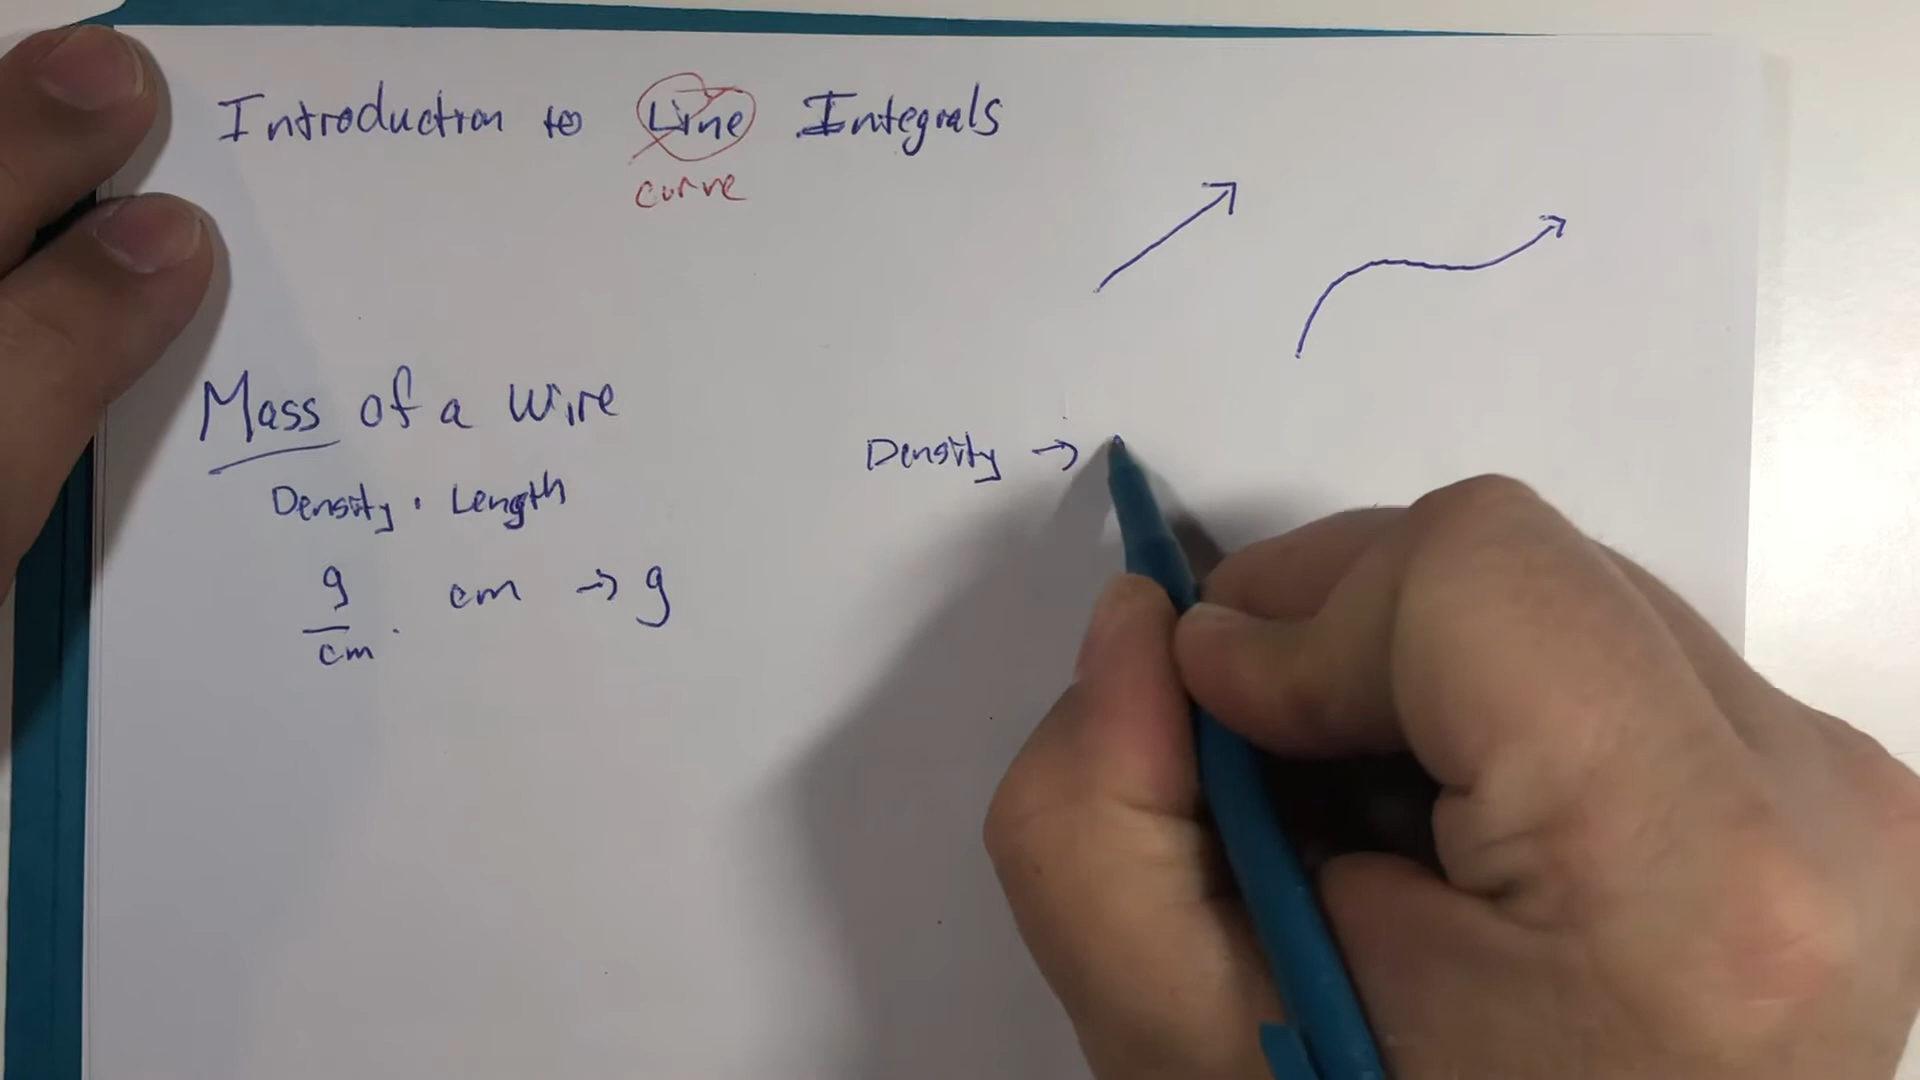 Introduction to Line Integrals
curve
Mass of a Wire
Density · Length
g
cm · cm → g
Density →